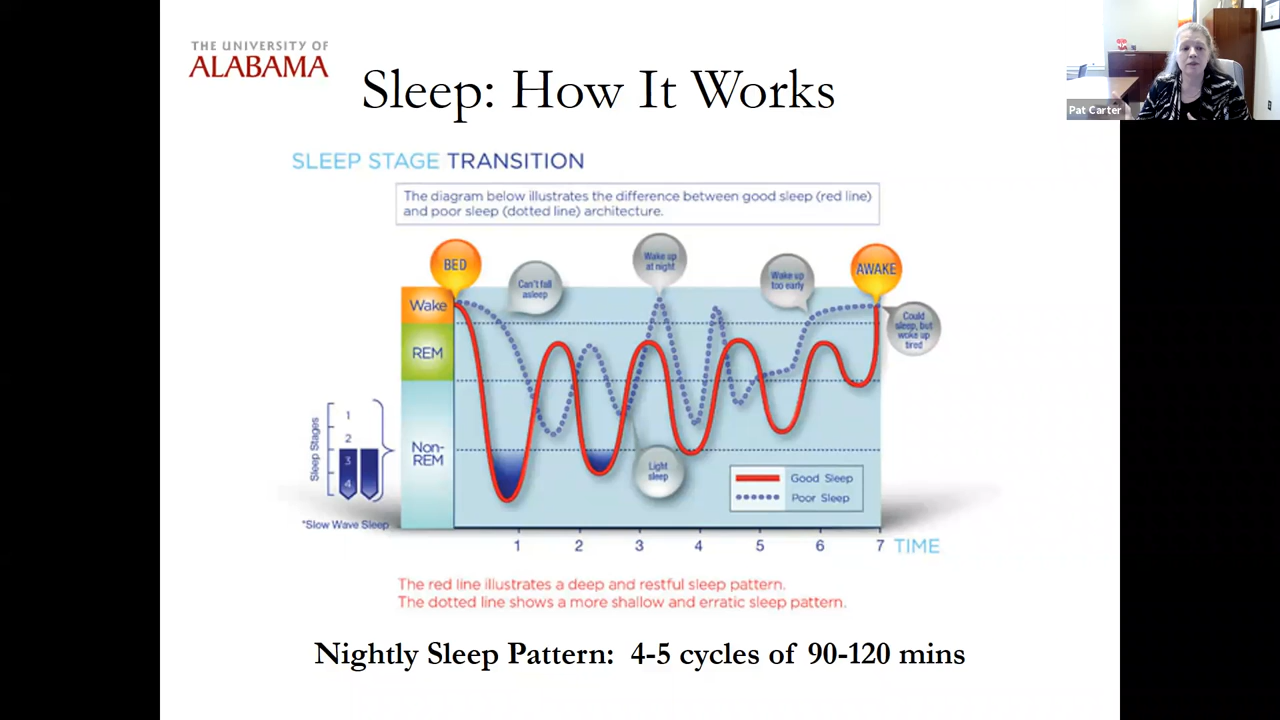 THE UNIVERSITY OF
ALABAMA
Sleep: How It Works
Pat Carter
SLEEP STAGE TRANSITION
The diagram below illustrates the difference between good sleep (red line)
and poor sleep (dotted line) architecture.
BED
Can't fall
asleep
Wake up
at night
Wake up
too early
AWAKE
Could
sleep, but
woke up
tired
Wake
REM
Non-
REM
Sleep Stages
1
2
3
4
*Slow Wave Sleep
Light
sleep
Good Sleep
Poor Sleep
1 2 3 4 5 6 7 TIME
The red line illustrates a deep and restful sleep pattern.
The dotted line shows a more shallow and erratic sleep pattern.
Nightly Sleep Pattern: 4-5 cycles of 90-120 mins